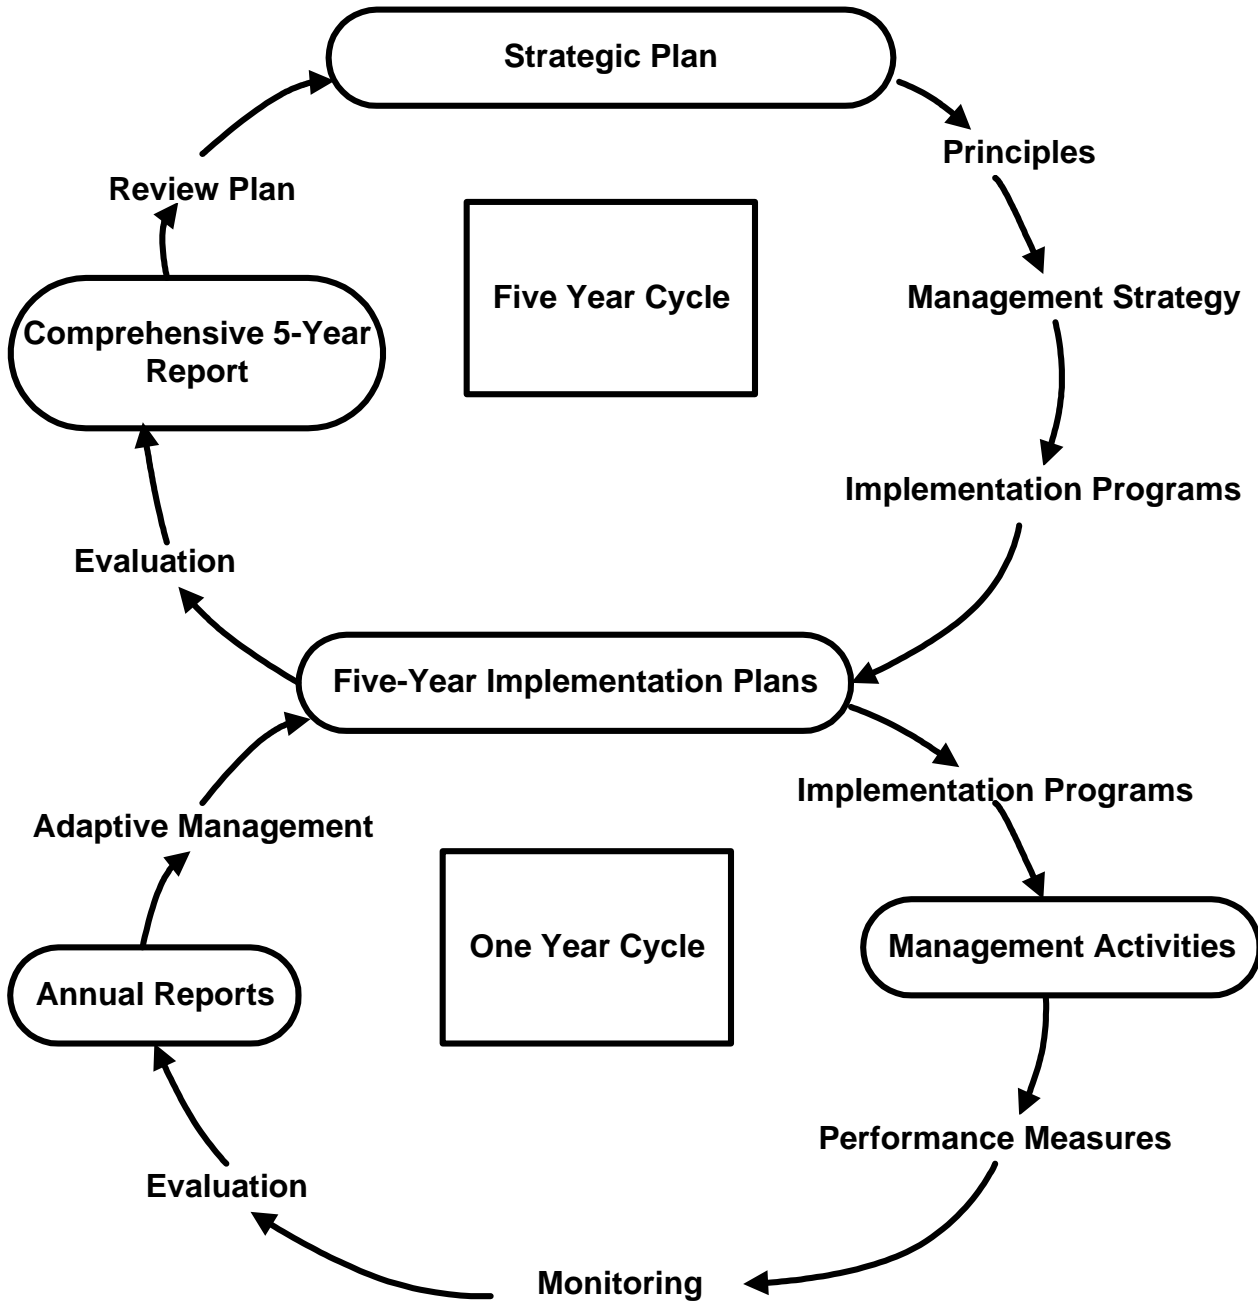 Strategic Plan
Principles
Review Plan
Five Year Cycle
Management Strategy
Comprehensive 5-Year
Report
Implementation Programs
Evaluation
Five-Year Implementation Plans
Implementation Programs
Adaptive Management
One Year Cycle
Management Activities
Annual Reports
Performance Measures
Evaluation
Monitoring